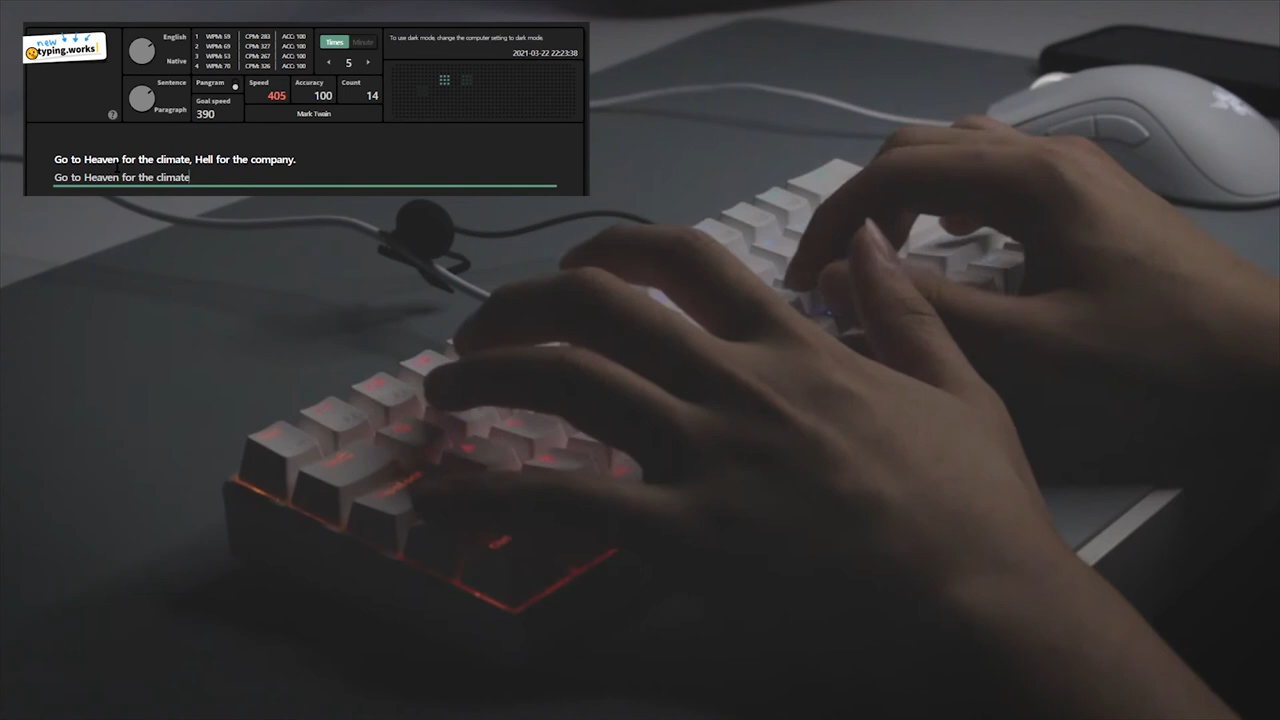 new
typing.works
English
Native
Sentence
Paragraph
1 WPM: 59 CPM: 283 ACC: 100
2 WPM: 69 CPM: 327 ACC: 100
3 WPM: 53 CPM: 267 ACC: 100
4 WPM: 70 CPM: 326 ACC: 100
Times Minute
5
Pangram
Goal speed
390
Speed
405
Accuracy
100
Count
14
Mark Twain
To use dark mode, change the computer setting to dark mode.
2021-03-22 22:23:38
?
Go to Heaven for the climate, Hell for the company.
Go to Heaven for the climate
Ctrl